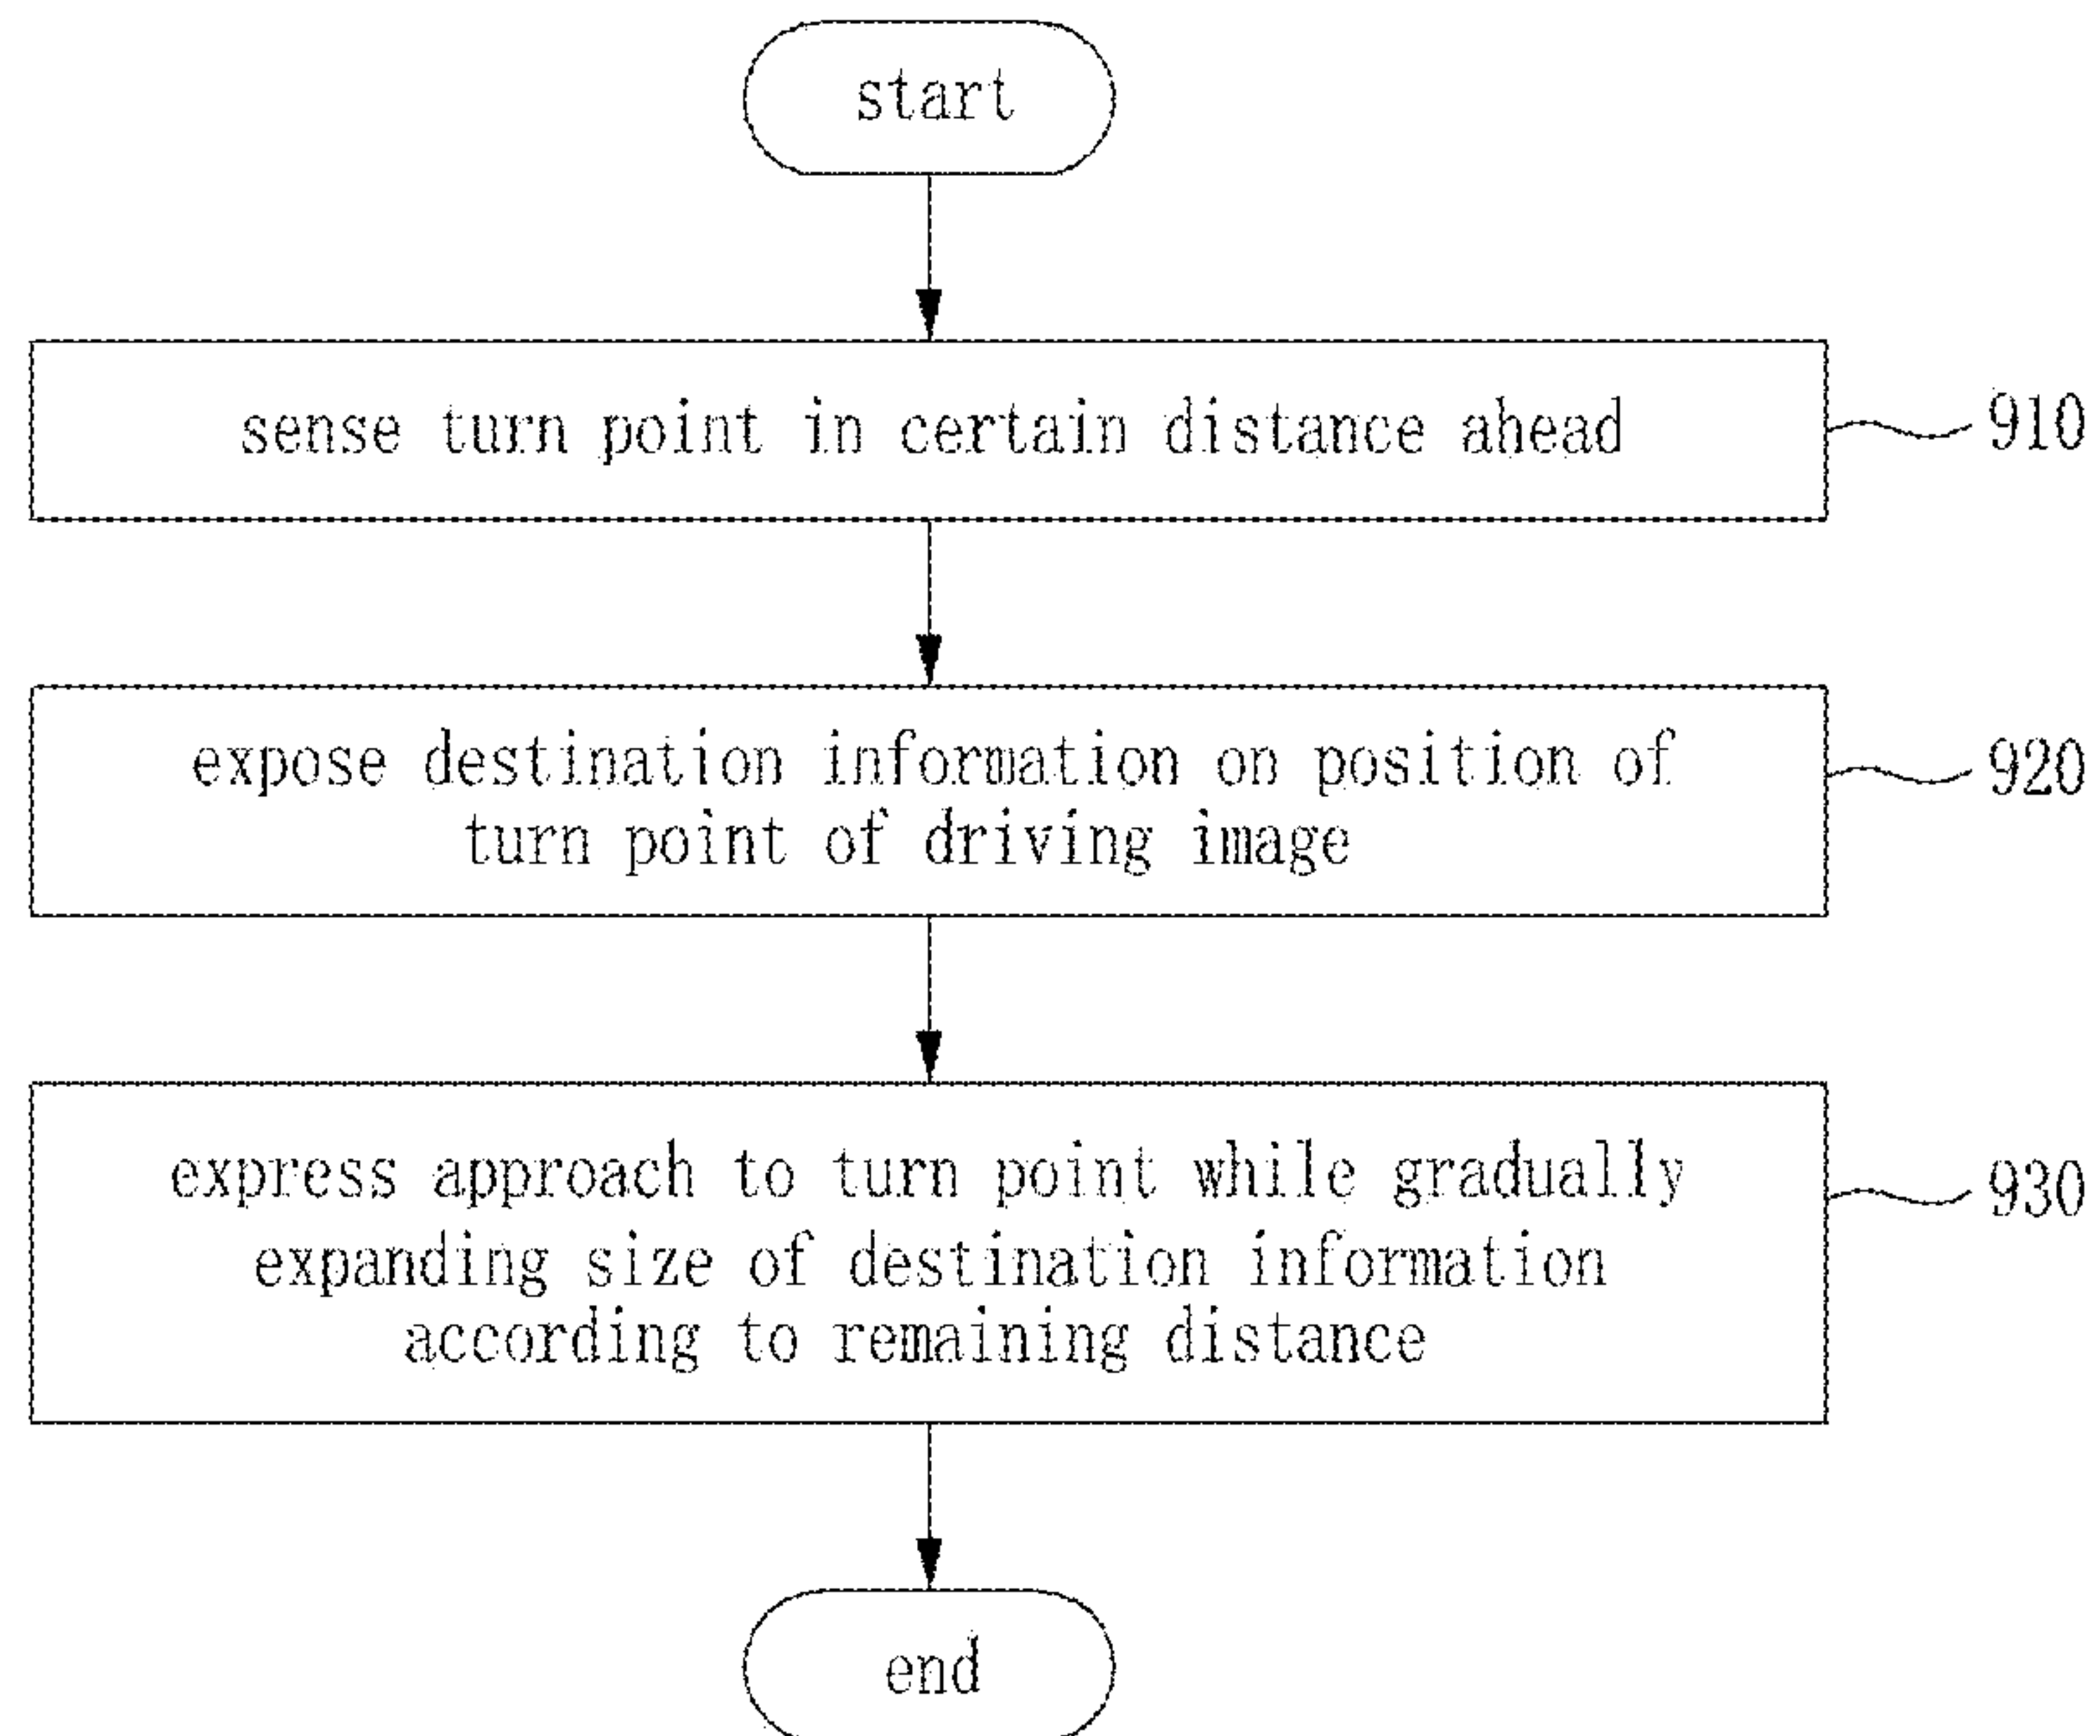 start
sense turn point in certain distance ahead
910
expose destination information on position of
turn point of driving image
920
express approach to turn point while gradually
expanding size of destination information
according to remaining distance
930
end